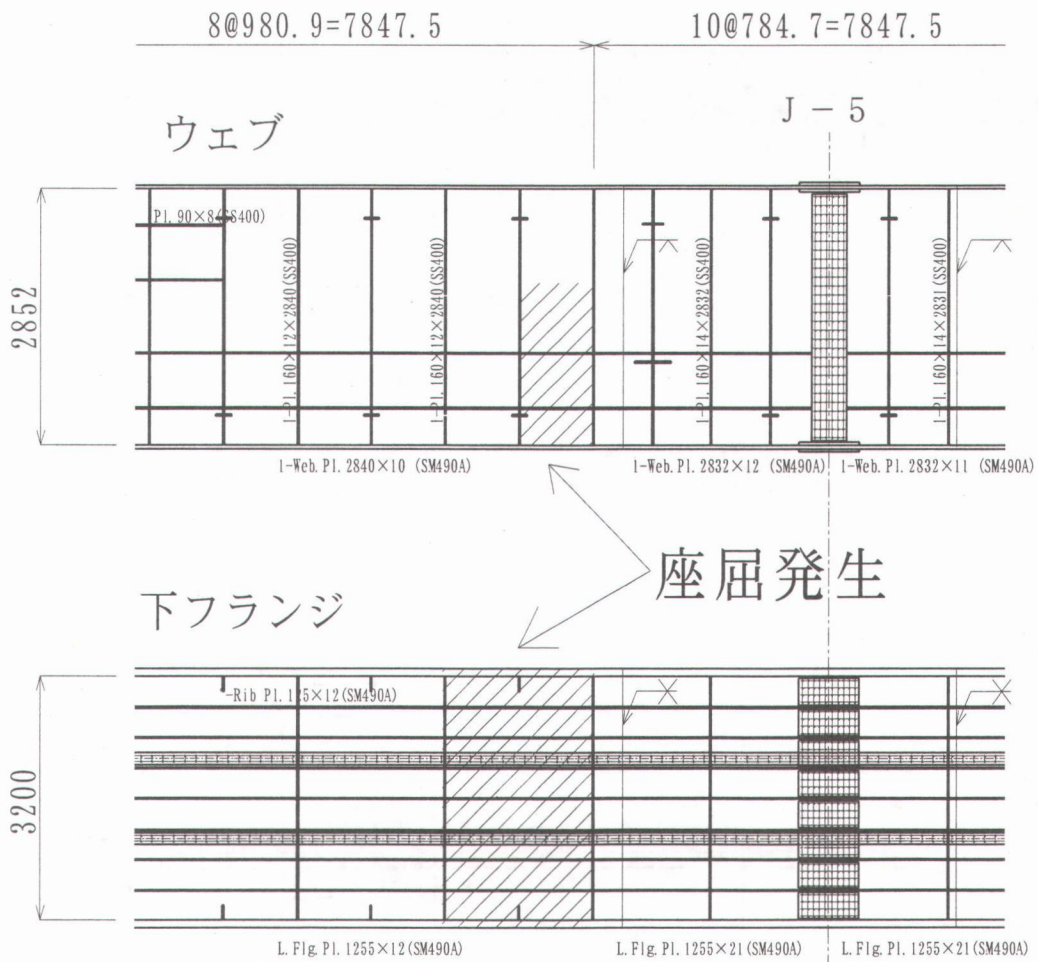 8@980.9=7847.5
10@784.7=7847.5
J-5
ウェブ
2852
Pl. 90×8(SS400)
1-Pl. 160×12×2840(SS400)
1-Pl. 160×12×2840(SS400)
1-Pl. 160×14×2832(SS400)
1-Pl. 160×14×2831(SS400)
1-Web. Pl. 2840×10 (SM490A)
1-Web. Pl. 2832×12 (SM490A)
1-Web. Pl. 2832×11 (SM490A)
座屈発生
下フランジ
3200
-Rib Pl. 125×12(SM490A)
L. Flg. Pl. 1255×12(SM490A)
L. Flg. Pl. 1255×21(SM490A)
L. Flg. Pl. 1255×21(SM490A)